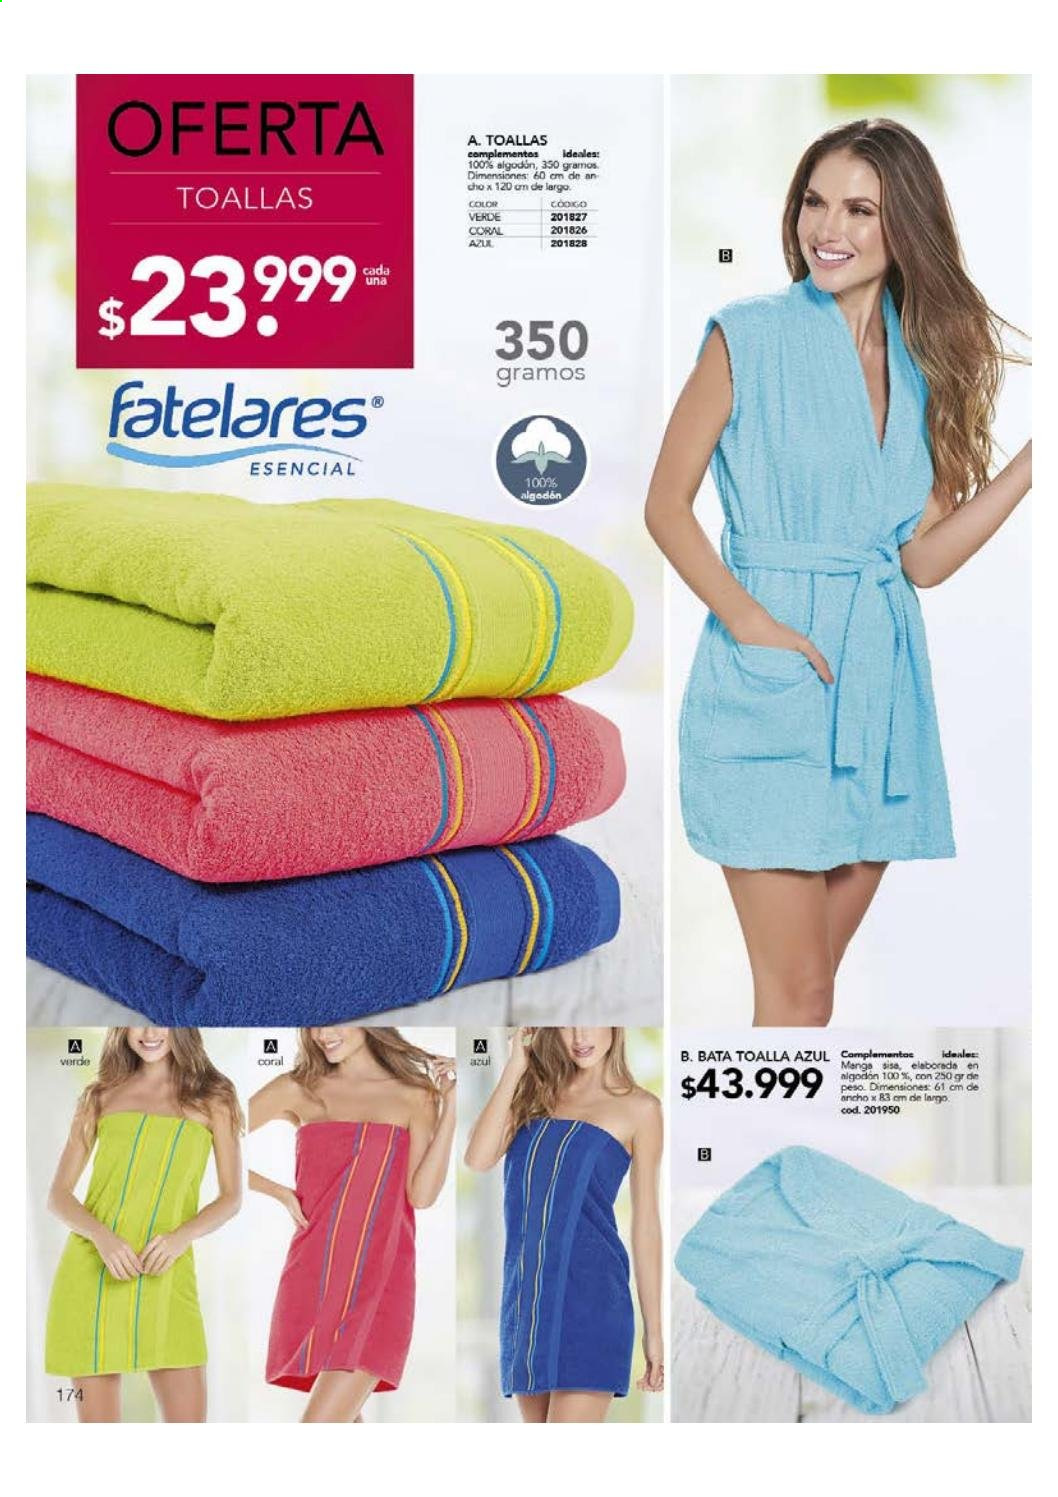 OFERTA
TOALLAS
$23.999 cada una
fatelares®
ESENCIAL
A. TOALLAS
complementos ideales:
100% algodón, 350 gramos.
Dimensiones: 60 cm de an-
cho x 120 cm de largo.
COLOR CÓDIGO
VERDE 201827
CORAL 201826
AZUL 201828
350
gramos
100%
algodón
B
A
verde
A
coral
A
azul
B. BATA TOALLA AZUL
$43.999
Complementos ideales:
Manga sisa, elaborada en
algodón 100 %, con 250 gr de
peso. Dimensiones: 61 cm de
ancho x 83 cm de largo.
cod. 201950
B
174